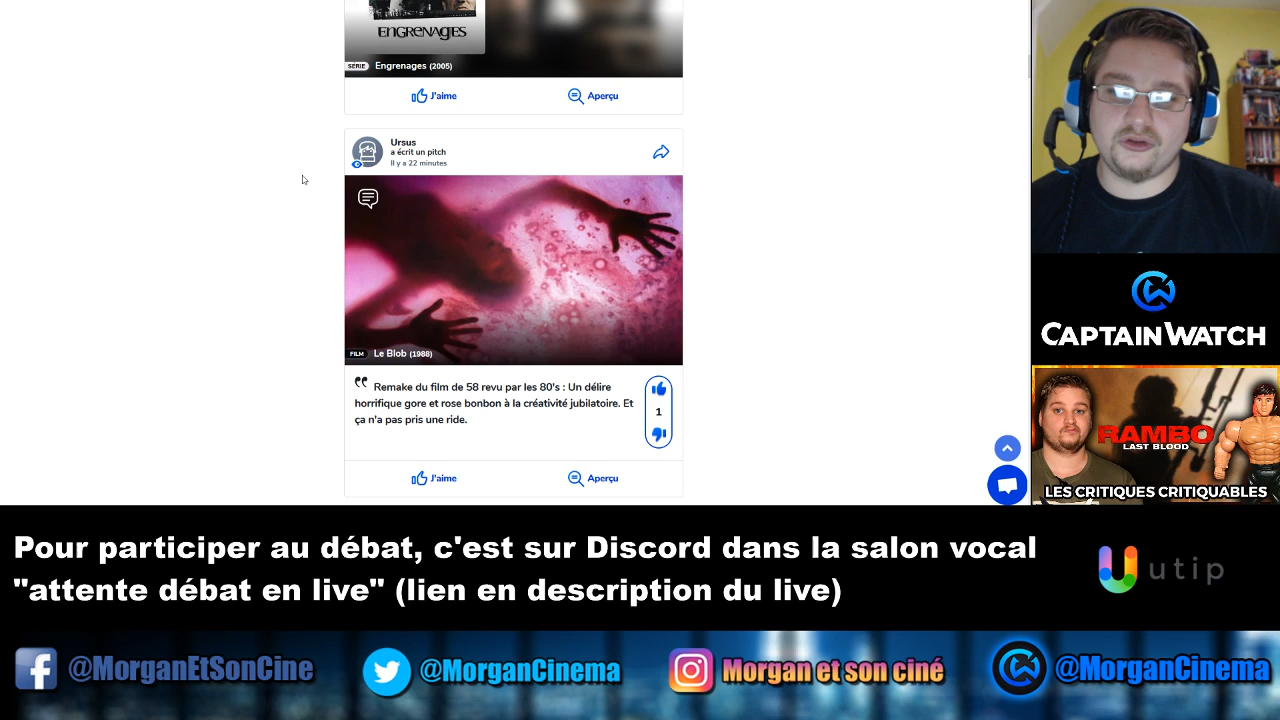 ENGRENAGES
SÉRIE Engrenages (2005)
J'aime
Aperçu
Ursus
a écrit un pitch
Il y a 22 minutes
FILM Le Blob (1988)
Remake du film de 58 revu par les 80's : Un délire
horrifique gore et rose bonbon à la créativité jubilatoire. Et
ça n'a pas pris une ride.
1
J'aime
Aperçu
CAPTAINWATCH
RAMBO
LAST BLOOD
LES CRITIQUES CRITIQUABLES
Pour participer au débat, c'est sur Discord dans la salon vocal
"attente débat en live" (lien en description du live)
utip
@MorganEtSonCine
@MorganCinema
Morgan et son ciné
@MorganCinema